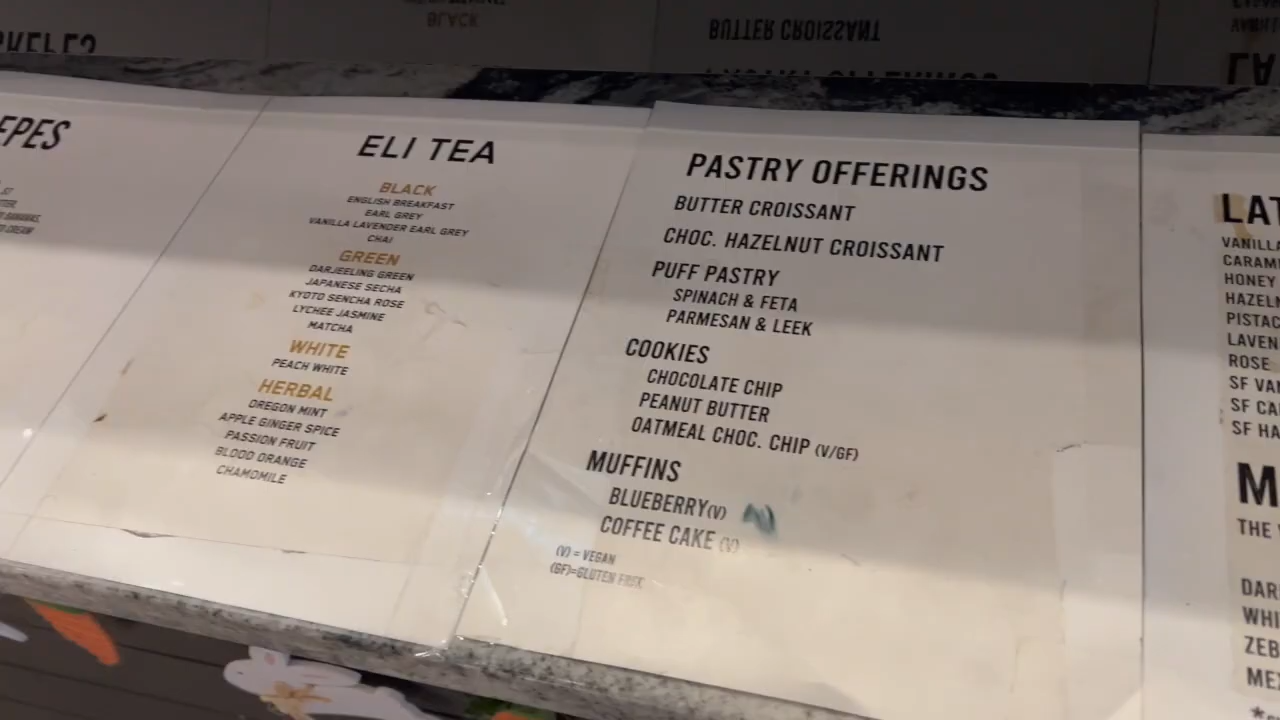 BLACK
BUTTER CROISSANT
EPES
ELI TEA
BLACK
ENGLISH BREAKFAST
EARL GREY
VANILLA LAVENDER EARL GREY
CHAI
GREEN
DARJEELING GREEN
JAPANESE SECHA
KYOTO SENCHA ROSE
LYCHEE JASMINE
MATCHA
WHITE
PEACH WHITE
HERBAL
OREGON MINT
APPLE GINGER SPICE
PASSION FRUIT
BLOOD ORANGE
CHAMOMILE
PASTRY OFFERINGS
BUTTER CROISSANT
CHOC. HAZELNUT CROISSANT
PUFF PASTRY
SPINACH & FETA
PARMESAN & LEEK
COOKIES
CHOCOLATE CHIP
PEANUT BUTTER
OATMEAL CHOC. CHIP (V/GF)
MUFFINS
BLUEBERRY(V)
COFFEE CAKE (V)
(V) = VEGAN
(GF)=GLUTEN FREE
LAT
VANILLA
CARAM
HONEY
HAZELN
PISTAC
LAVEN
ROSE
SF VAN
SF CA
SF HA
M
THE
DAR
WHI
ZEB
MEX